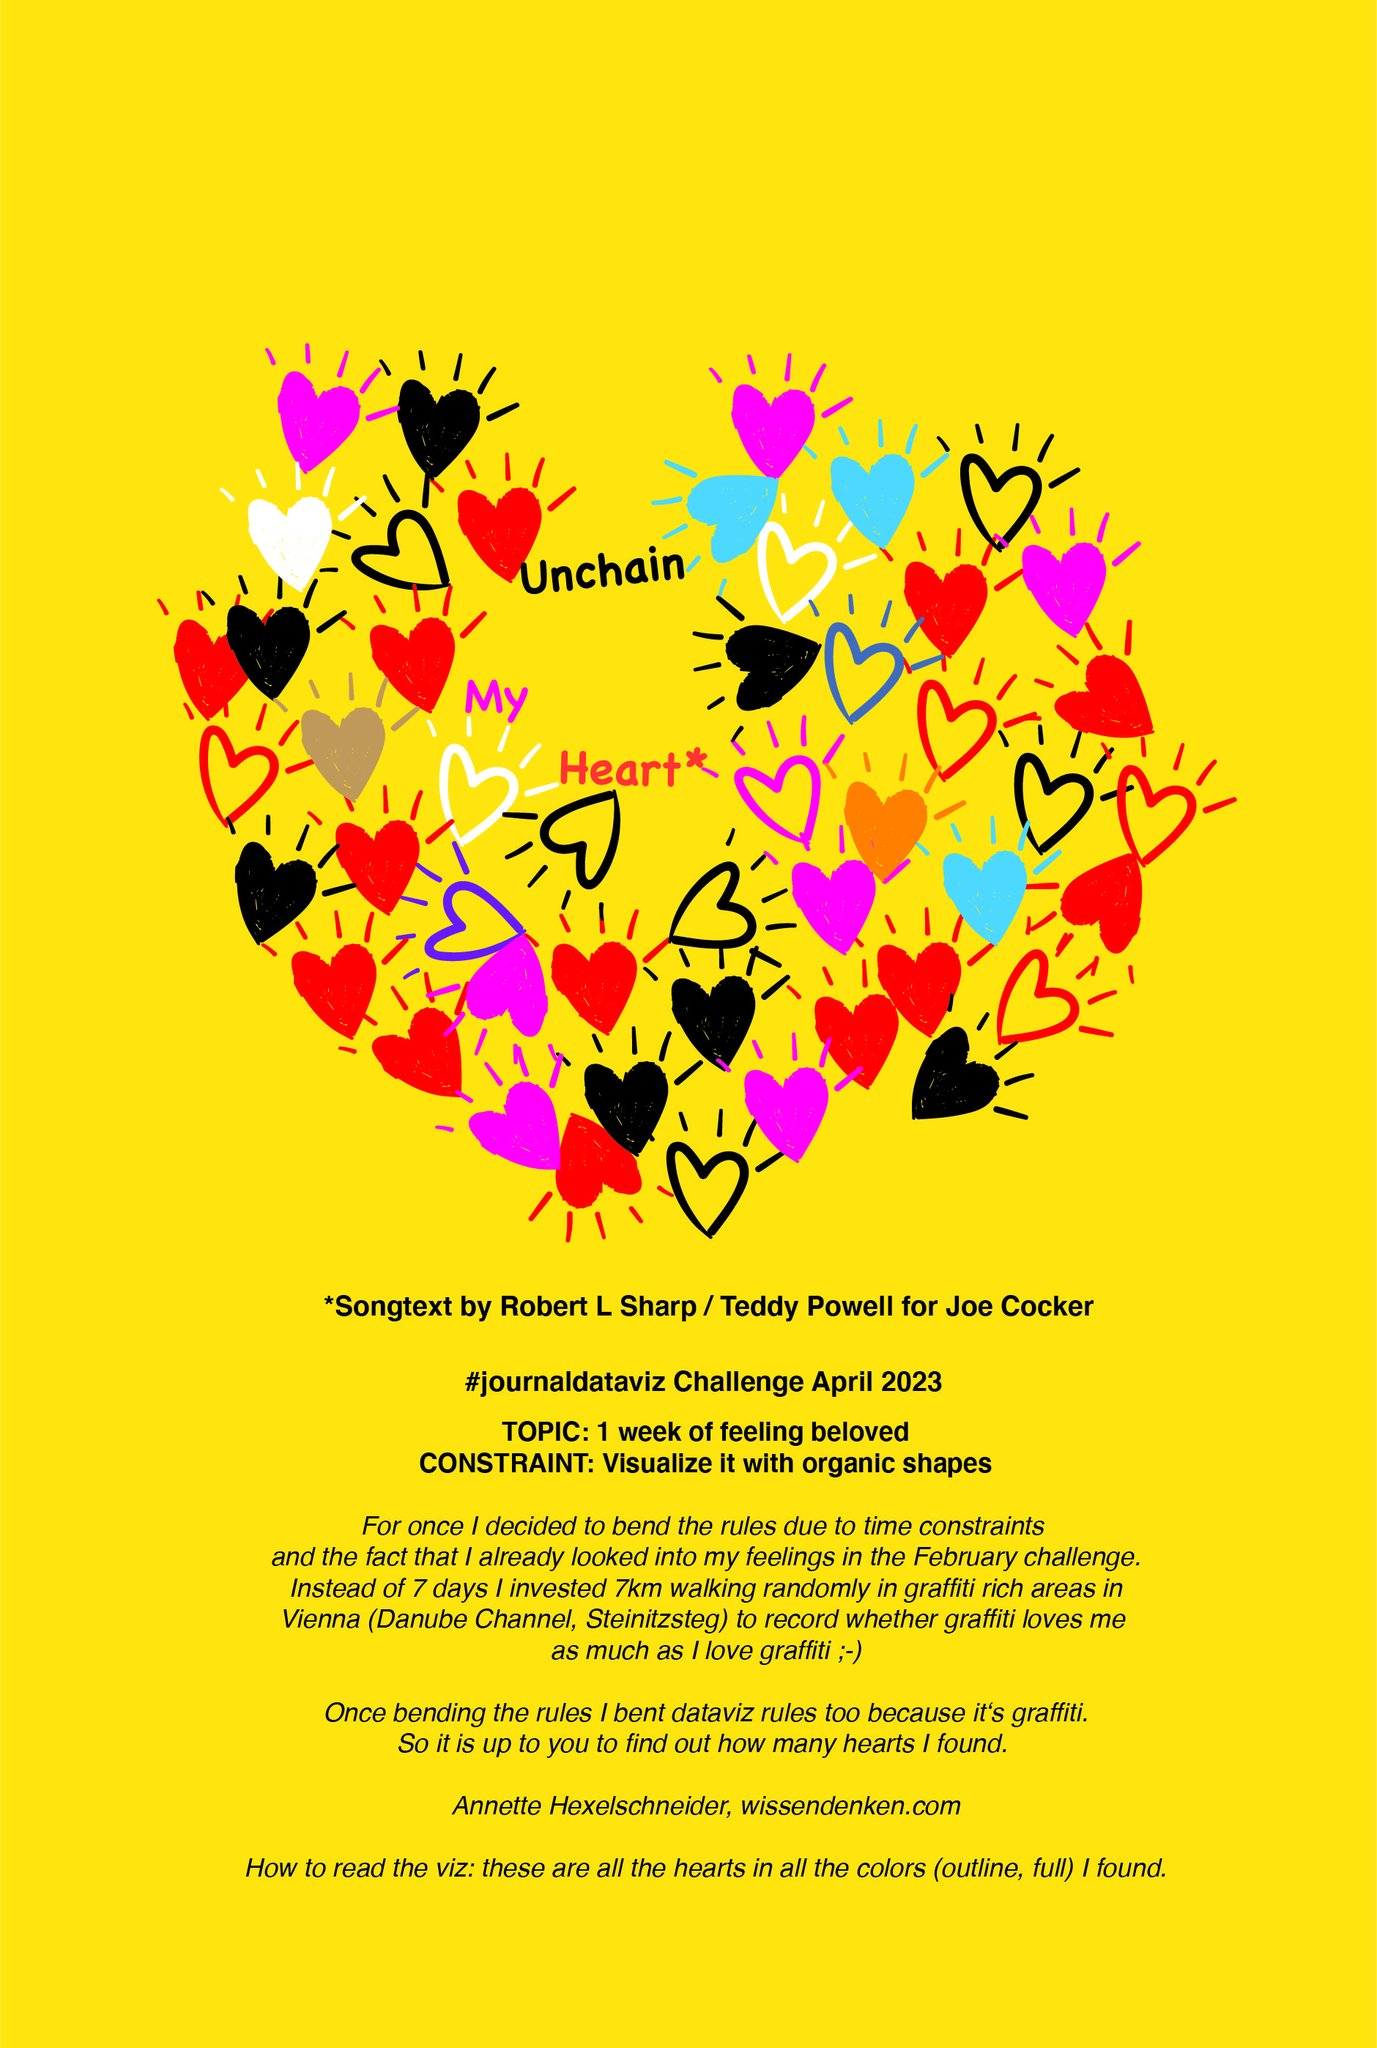 Unchain
My
Heart*
*Songtext by Robert L Sharp / Teddy Powell for Joe Cocker
#journaldataviz Challenge April 2023
TOPIC: 1 week of feeling beloved
CONSTRAINT: Visualize it with organic shapes
For once I decided to bend the rules due to time constraints
and the fact that I already looked into my feelings in the February challenge.
Instead of 7 days I invested 7km walking randomly in graffiti rich areas in
Vienna (Danube Channel, Steinitzsteg) to record whether graffiti loves me
as much as I love graffiti ;-)
Once bending the rules I bent dataviz rules too because it‘s graffiti.
So it is up to you to find out how many hearts I found.
Annette Hexelschneider, wissendenken.com
How to read the viz: these are all the hearts in all the colors (outline, full) I found.